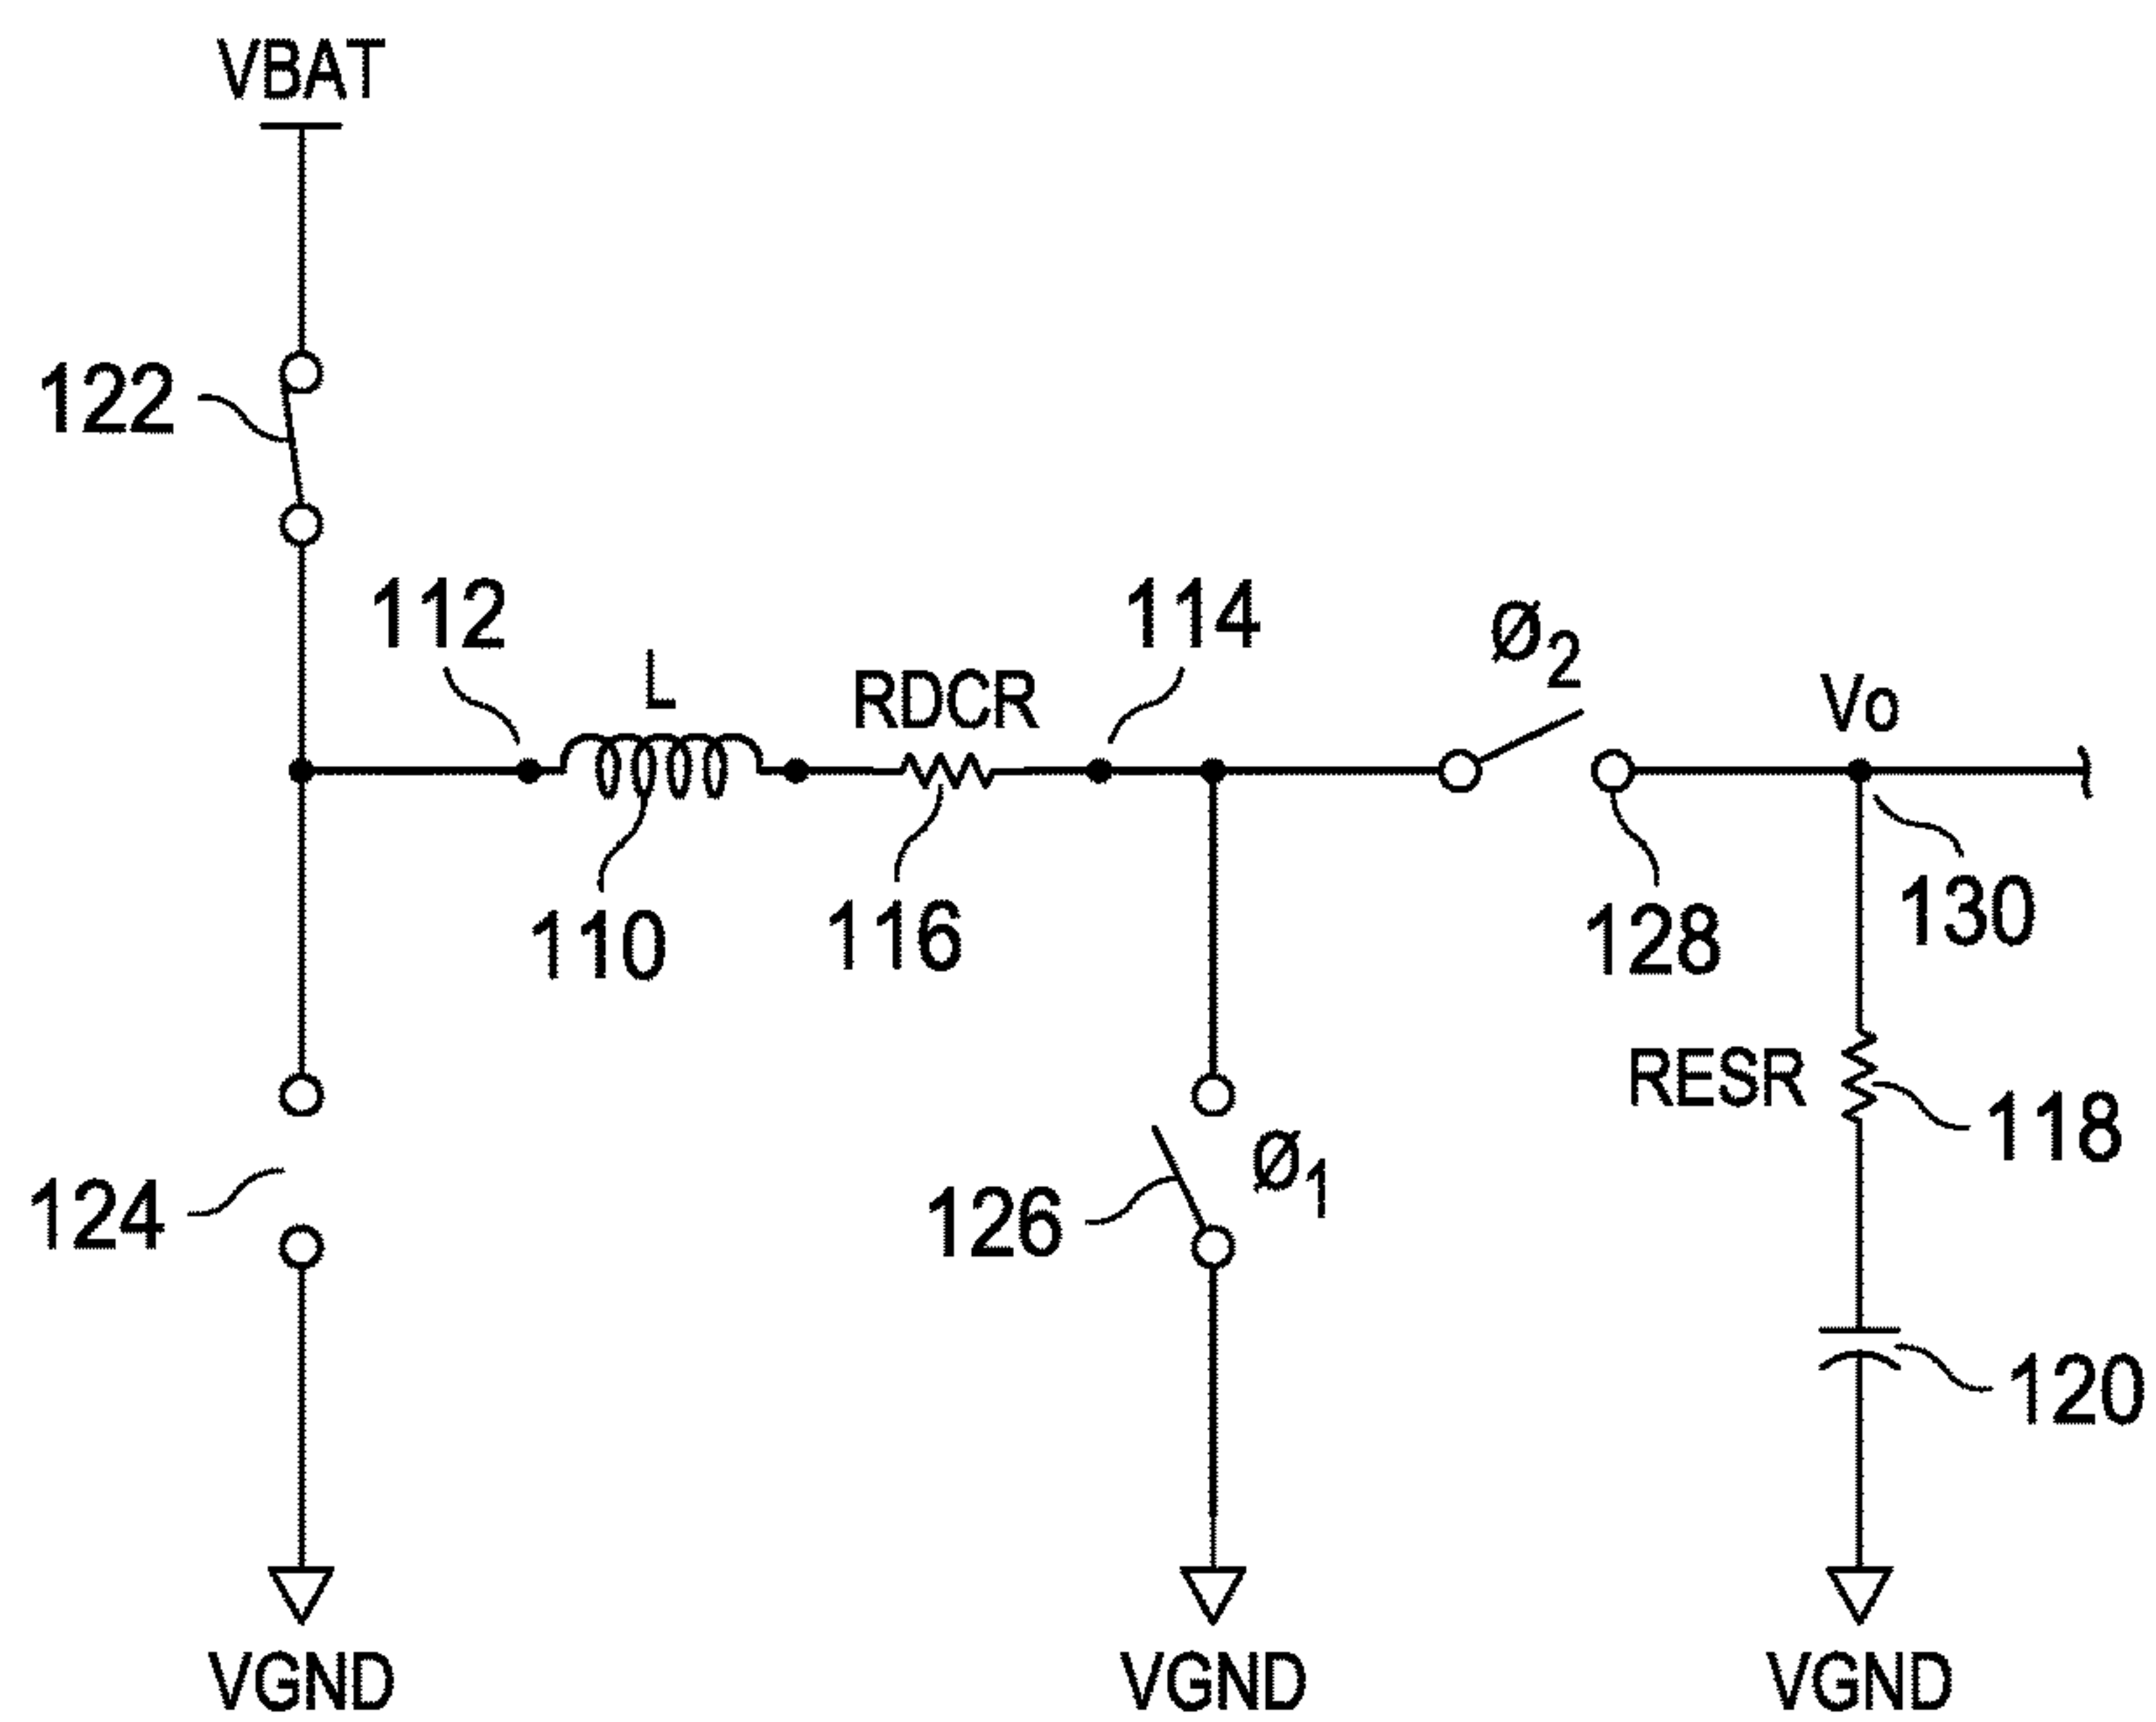 VBAT
122
112
L
RDCR
114
Ø2
Vo
110
116
128
130
RESR
118
124
126
Ø1
120
VGND
VGND
VGND